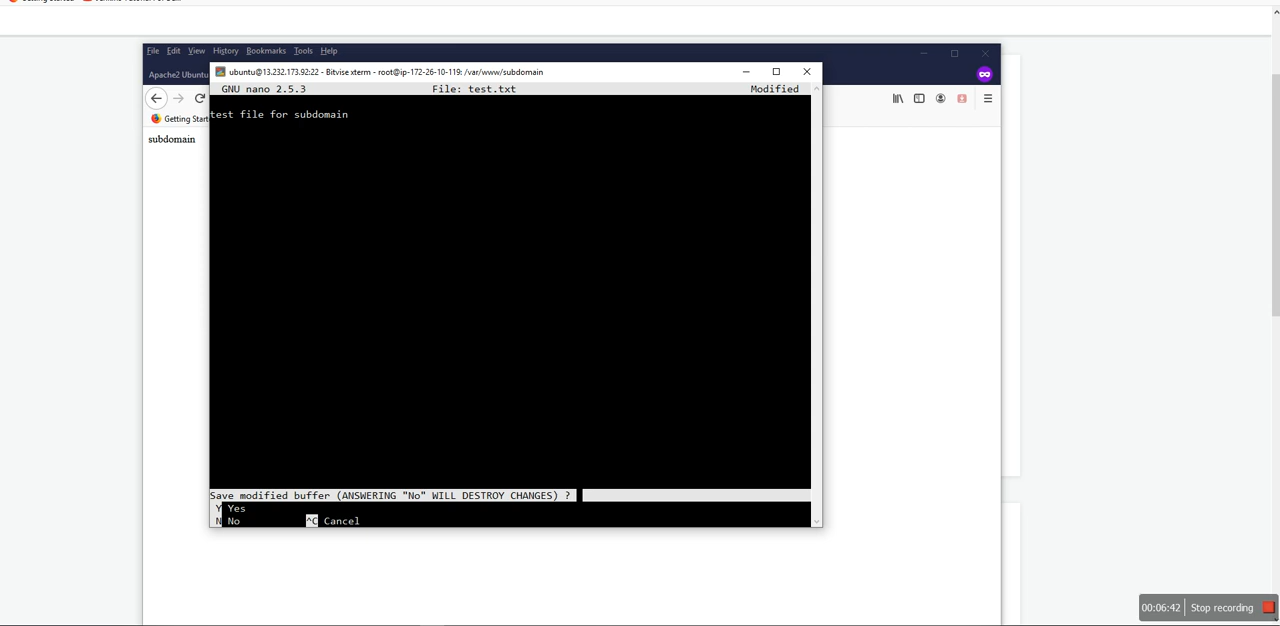 File Edit View History Bookmarks Tools Help
ubuntu@13.232.173.92:22 - Bitvise xterm - root@ip-172-26-10-119: /var/www/subdomain
Apache2 Ubuntu
GNU nano 2.5.3 File: test.txt Modified
Getting Start
test file for subdomain
subdomain
Save modified buffer (ANSWERING "No" WILL DESTROY CHANGES) ?
Y Yes
N No ^C Cancel
00:06:42 Stop recording